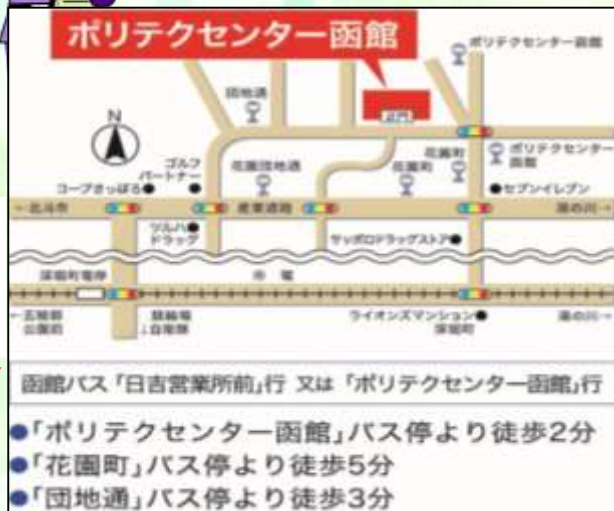 ポリテクセンター函館
ポリテクセンター函館
団地通
正門
N
ゴルフ
パートナー
花園団地通
花園町
花園町
ポリテクセンター
函館
コープさっぽろ
セブンイレブン
←北斗市
産業道路
湯の川→
ツルハ
ドラッグ
サッポロドラッグストア
深堀町電停
市電
←五稜郭
公園前
競輪場
↓自衛隊
ライオンズマンション
深堀町
湯の川→
函館バス「日吉営業所前」行 又は「ポリテクセンター函館」行
●「ポリテクセンター函館」バス停より徒歩2分
●「花園町」バス停より徒歩5分
●「団地通」バス停より徒歩3分